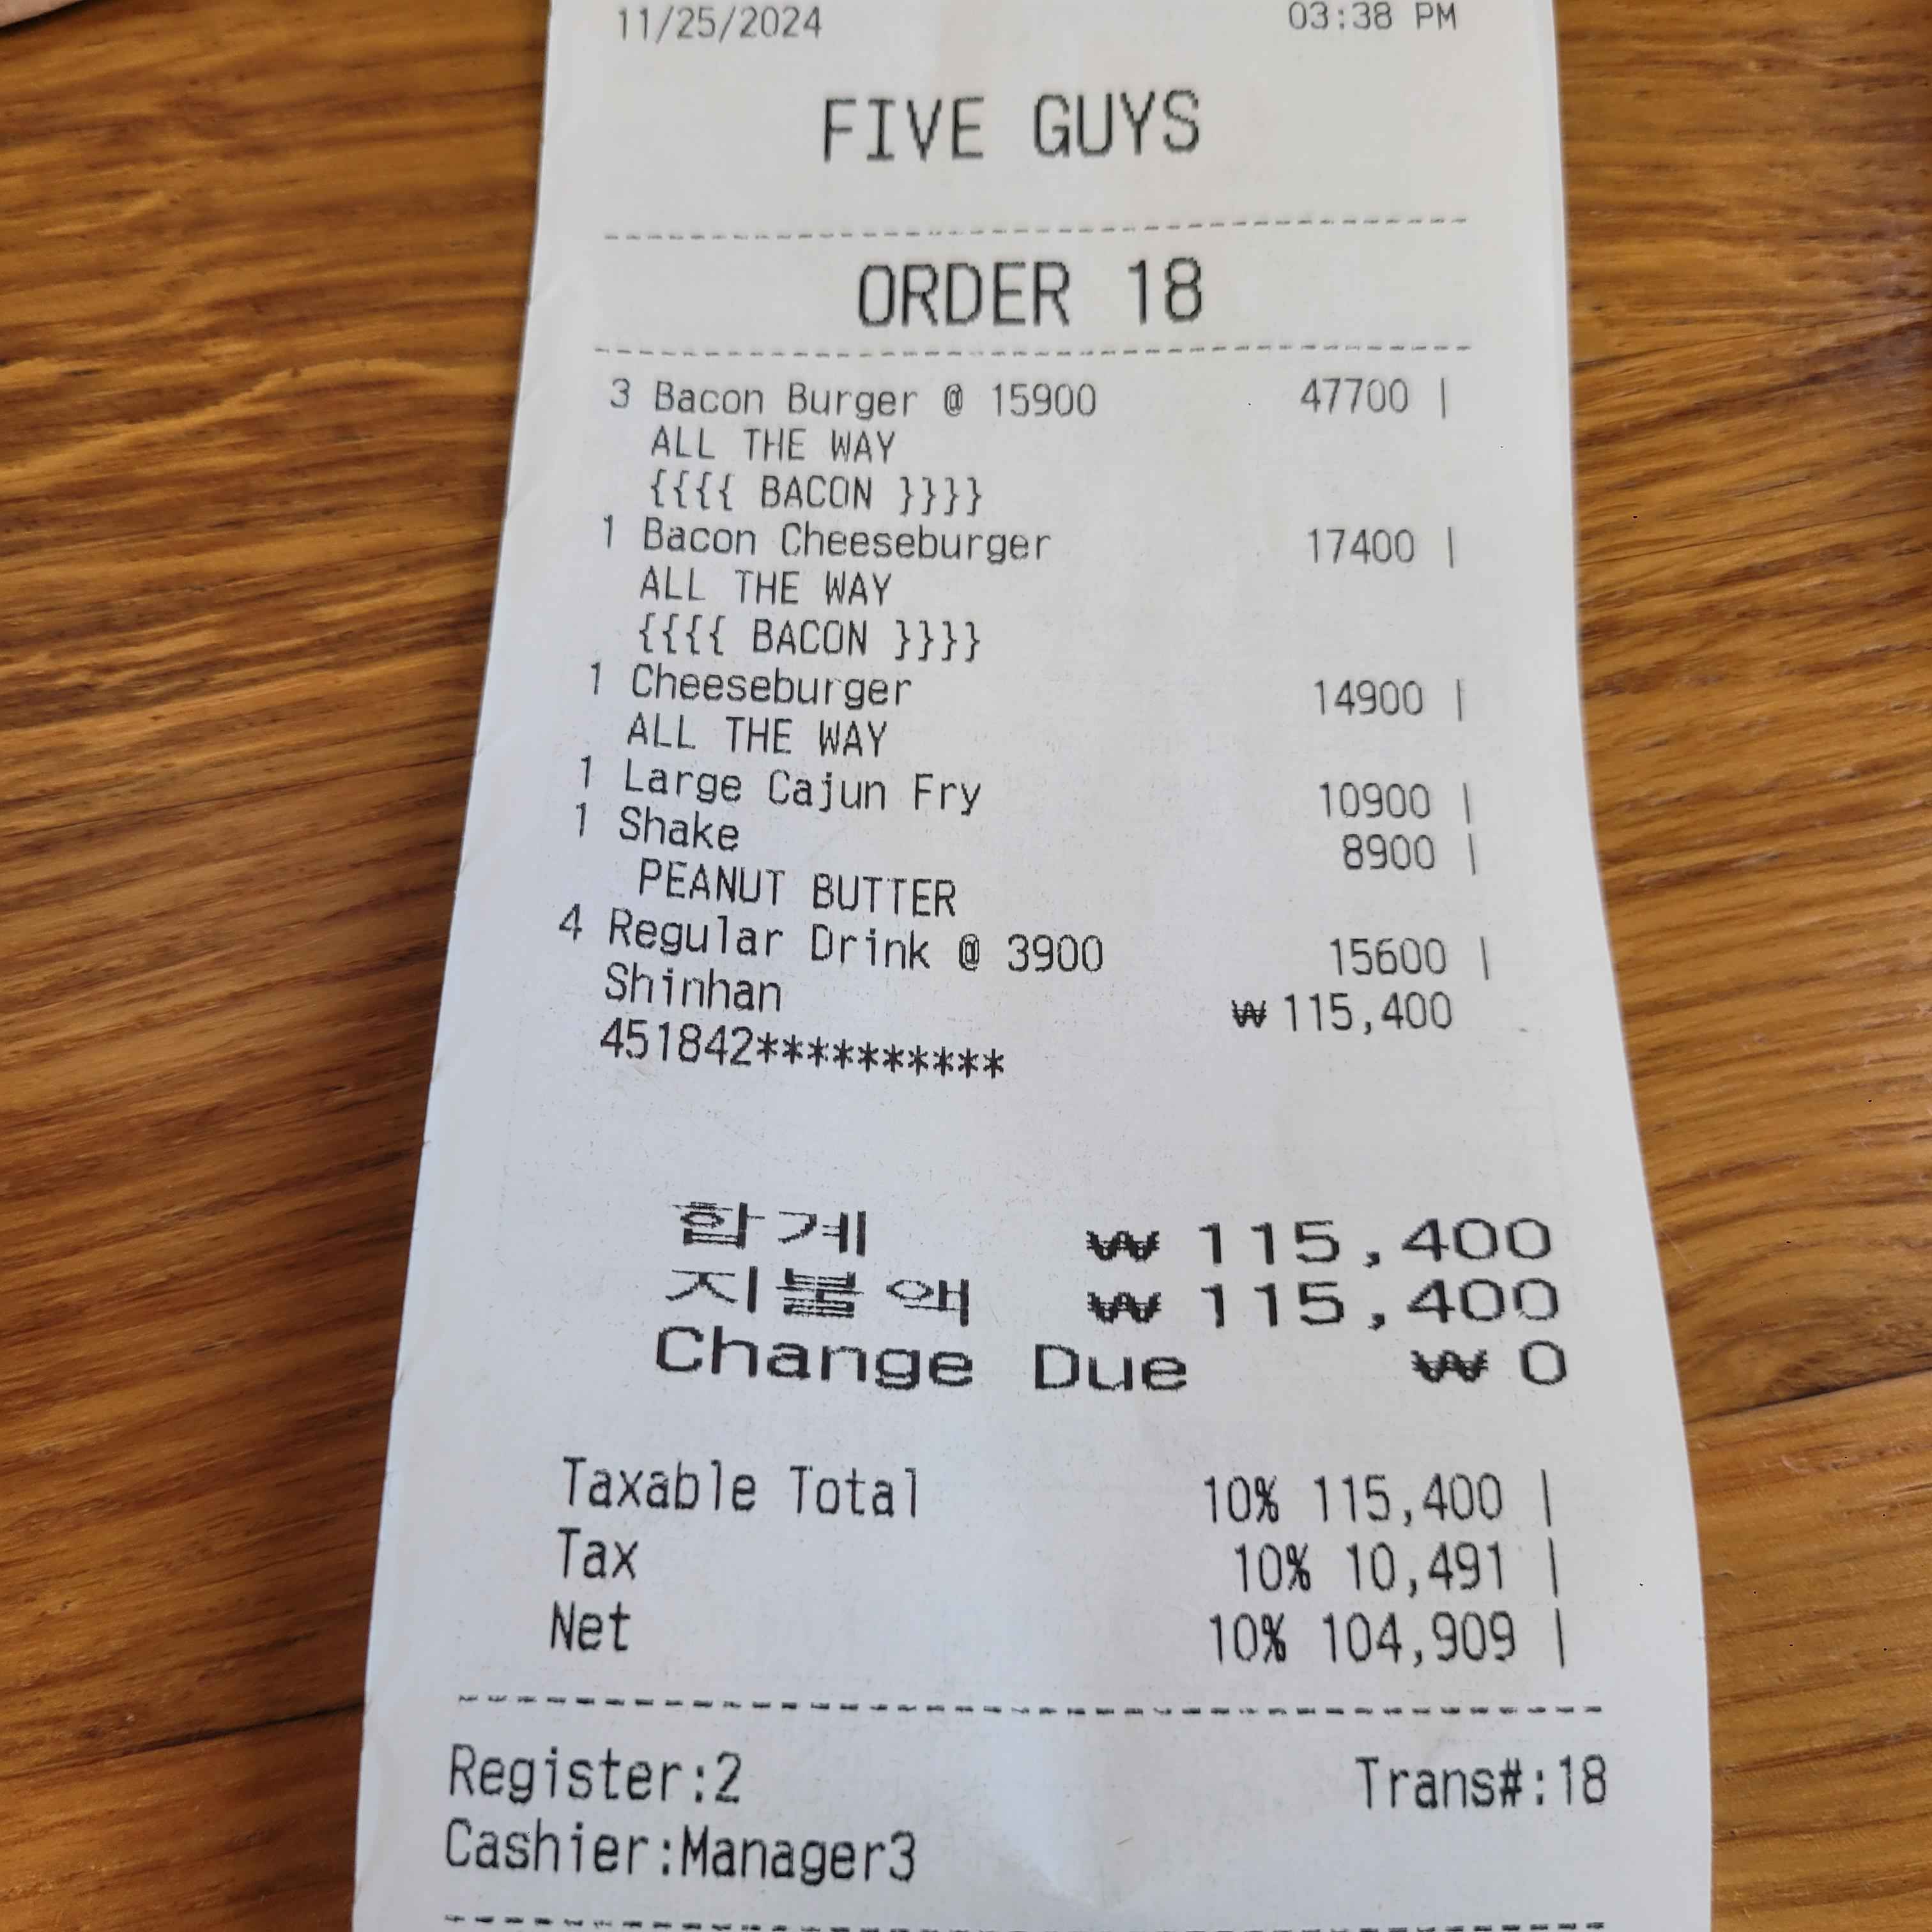 11/25/2024 03:38 PM
FIVE GUYS
ORDER 18
3 Bacon Burger @ 15900 47700 |
ALL THE WAY
{{{{ BACON }}}}
1 Bacon Cheeseburger 17400 |
ALL THE WAY
{{{{ BACON }}}}
1 Cheeseburger 14900 |
ALL THE WAY
1 Large Cajun Fry 10900 |
1 Shake 8900 |
PEANUT BUTTER
4 Regular Drink @ 3900 15600 |
Shinhan ₩115,400
451842**********
합계 ₩ 115,400
지불액 ₩ 115,400
Change Due ₩ 0
Taxable Total 10% 115,400 |
Tax 10% 10,491 |
Net 10% 104,909 |
Register:2 Trans#:18
Cashier:Manager3